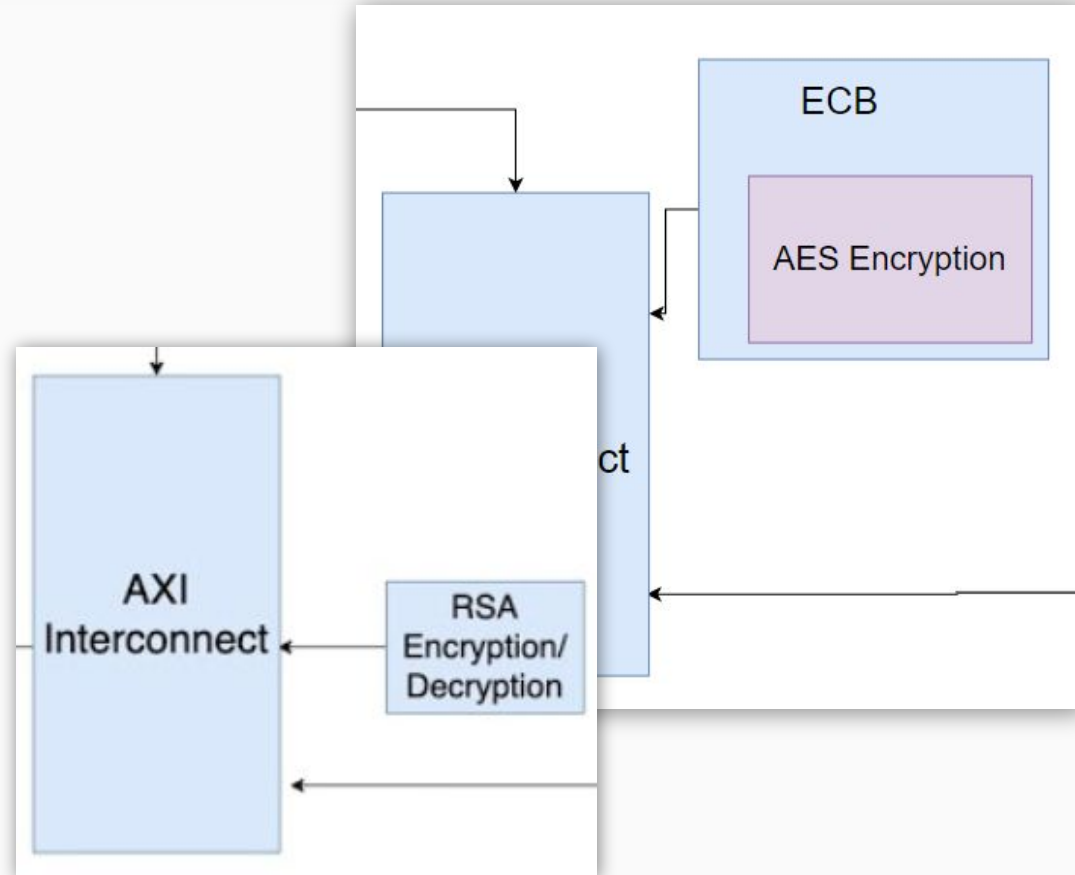 ECB
AES Encryption
ct
AXI
Interconnect
RSA
Encryption/
Decryption